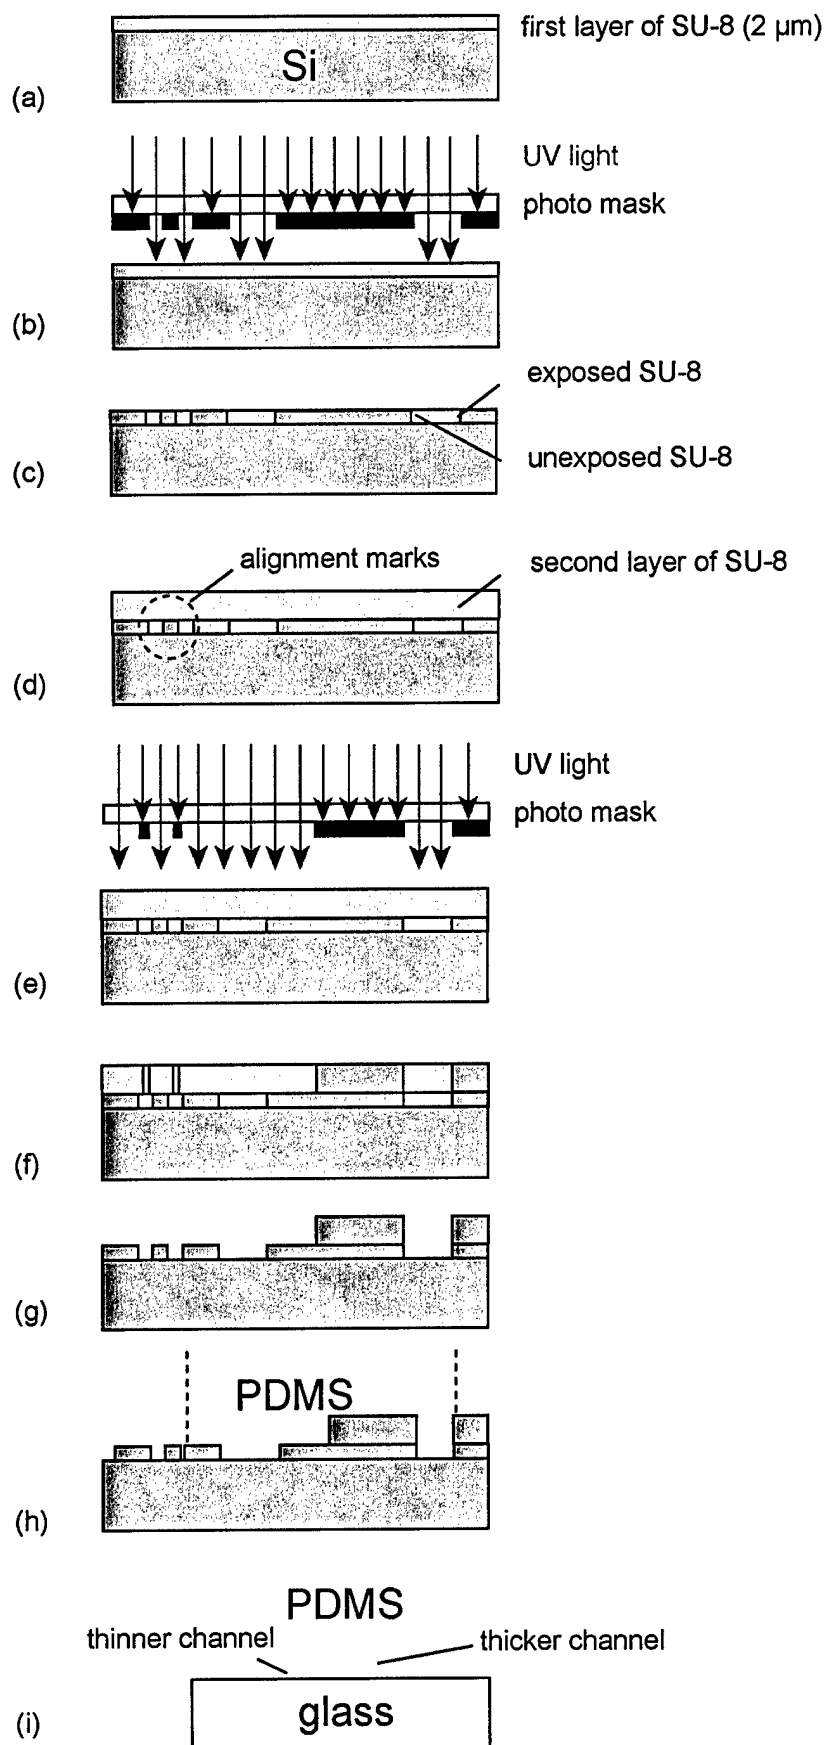 first layer of SU-8 (2 µm)
Si
(a)
UV light
photo mask
(b)
exposed SU-8
unexposed SU-8
(c)
alignment marks
second layer of SU-8
(d)
UV light
photo mask
(e)
(f)
(g)
PDMS
(h)
PDMS
thinner channel
thicker channel
glass
(i)